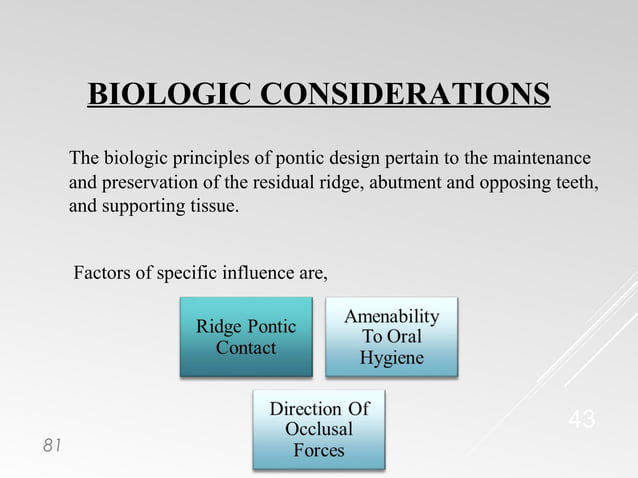 BIOLOGIC CONSIDERATIONS
The biologic principles of pontic design pertain to the maintenance
and preservation of the residual ridge, abutment and opposing teeth,
and supporting tissue.
Factors of specific influence are,
Ridge Pontic
Contact
Amenability
To Oral
Hygiene
Direction Of
Occlusal
Forces
43
81